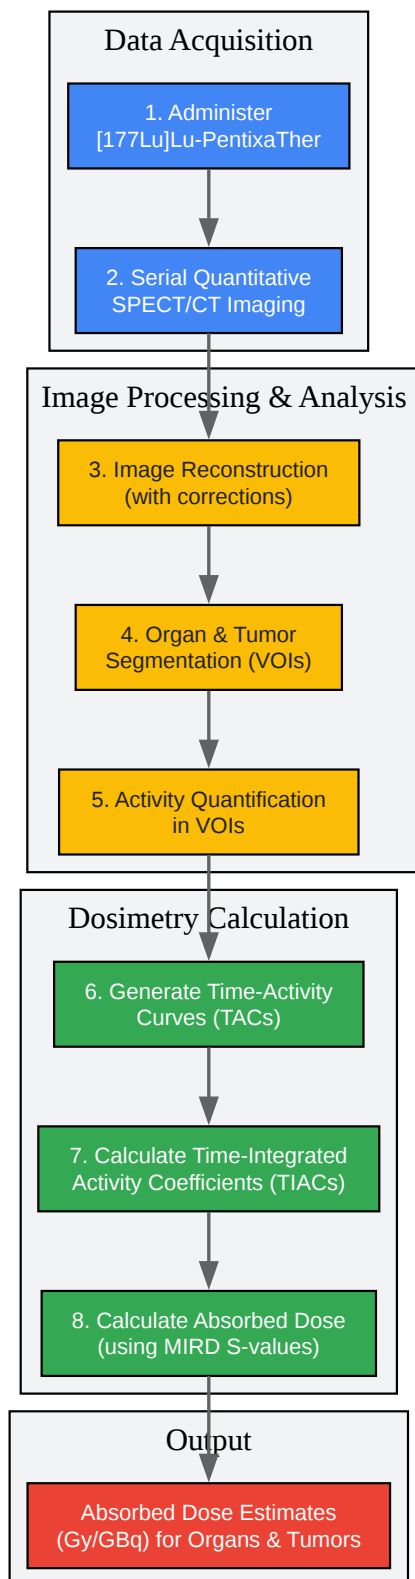 Data Acquisition
1. Administer
[177Lu]Lu-PentixaTher
2. Serial Quantitative
SPECT/CT Imaging
Image Processing & Analysis
3. Image Reconstruction
(with corrections)
4. Organ & Tumor
Segmentation (VOIs)
5. Activity Quantification
in VOIs
Dosimetry Calculation
6. Generate Time-Activity
Curves (TACs)
7. Calculate Time-Integrated
Activity Coefficients (TIACs)
8. Calculate Absorbed Dose
(using MIRD S-values)
Output
Absorbed Dose Estimates
(Gy/GBq) for Organs & Tumors